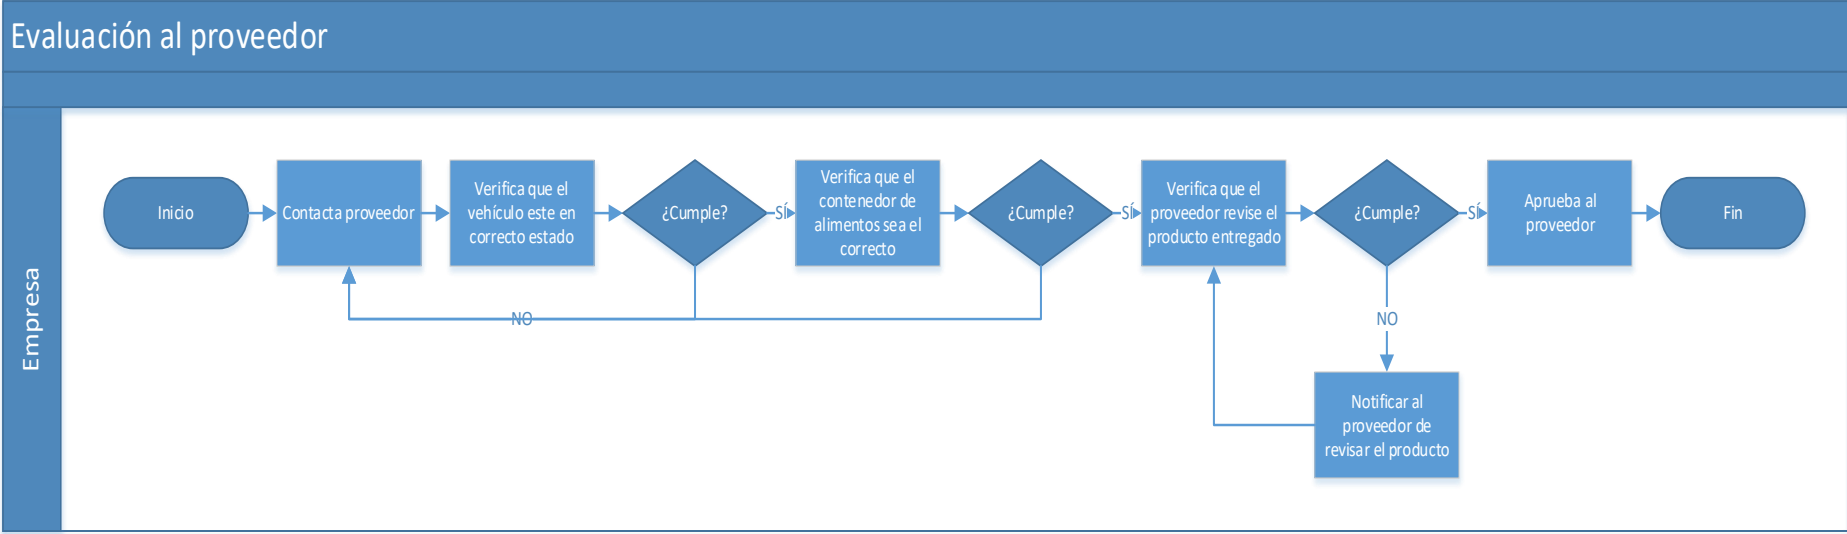 Evaluación al proveedor
Empresa
Inicio
Contacta proveedor
Verifica que el
vehículo este en
correcto estado
¿Cumple?
SÍ
Verifica que el
contenedor de
alimentos sea el
correcto
¿Cumple?
SÍ
Verifica que el
proveedor revise el
producto entregado
¿Cumple?
SÍ
Aprueba al
proveedor
Fin
NO
NO
Notificar al
proveedor de
revisar el producto